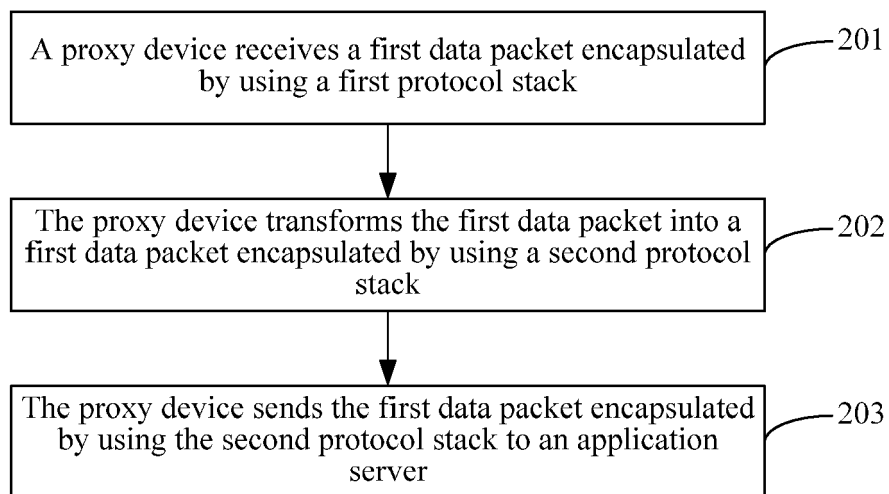 A proxy device receives a first data packet encapsulated
by using a first protocol stack
201
The proxy device transforms the first data packet into a
first data packet encapsulated by using a second protocol
stack
202
The proxy device sends the first data packet encapsulated
by using the second protocol stack to an application
server
203